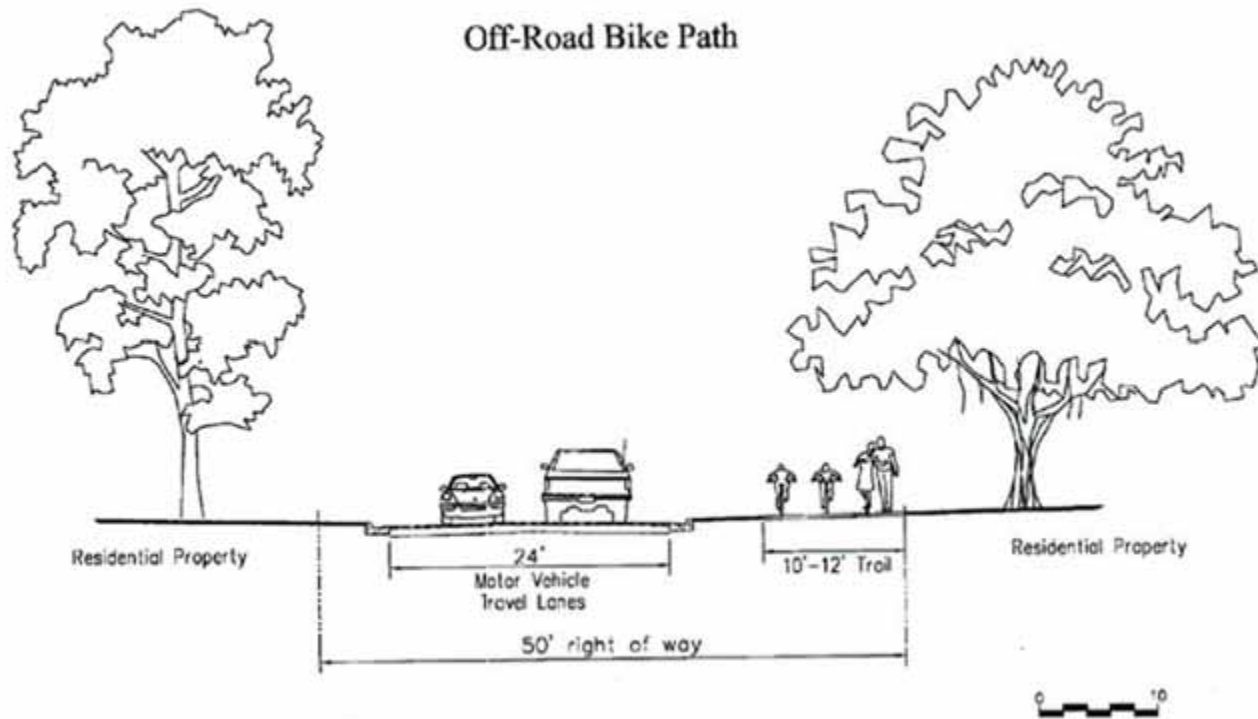 Off-Road Bike Path
Residential Property
24'
Motor Vehicle
Travel Lanes
10'-12' Trail
Residential Property
50' right of way
0 10